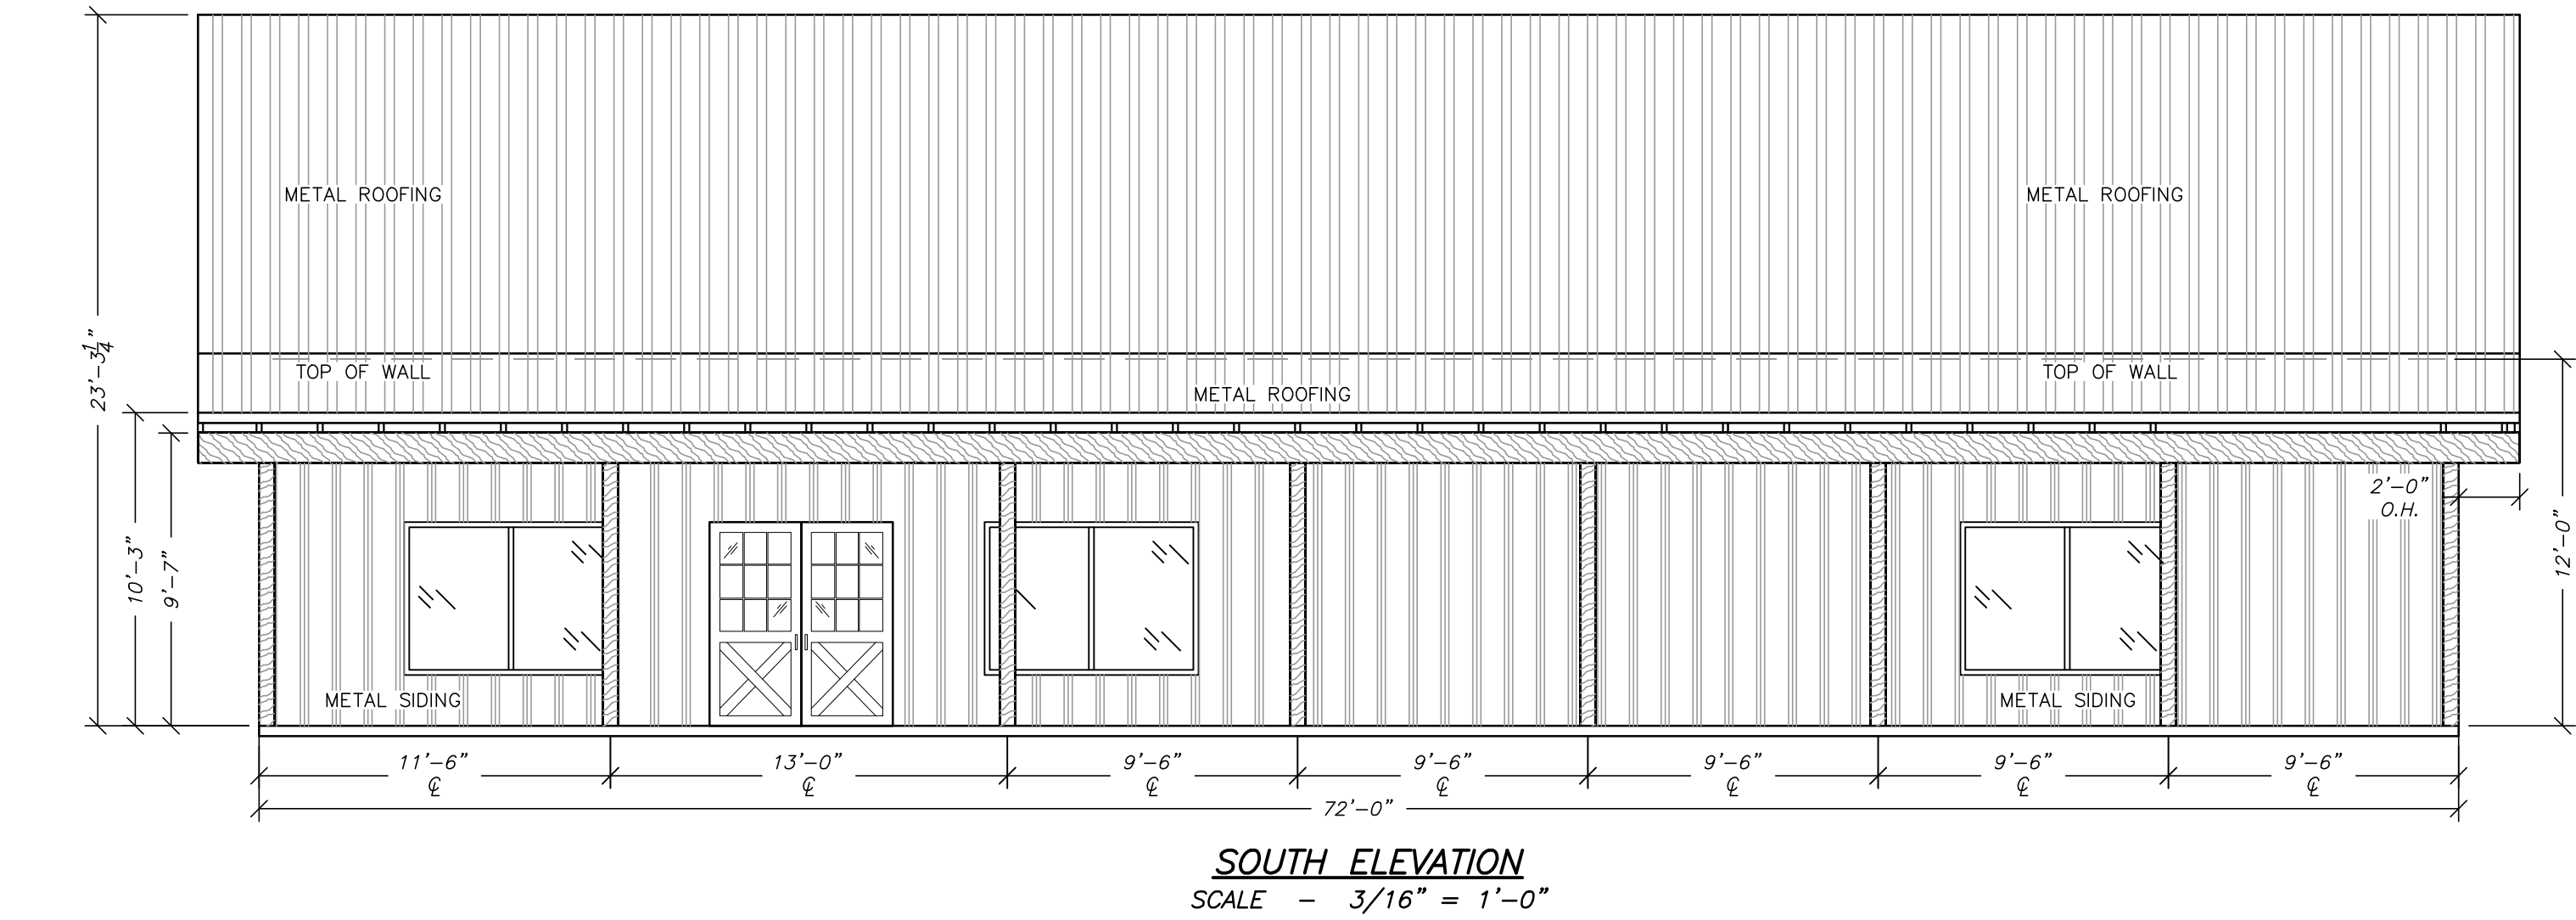 METAL ROOFING
METAL ROOFING
23'-3 1/4"
TOP OF WALL
TOP OF WALL
METAL ROOFING
2'-0"
O.H.
10'-3"
9'-7"
12'-0"
METAL SIDING
METAL SIDING
11'-6" 13'-0" 9'-6" 9'-6" 9'-6" 9'-6" 9'-6"
℄ ℄ ℄ ℄ ℄ ℄ ℄
72'-0"
SOUTH ELEVATION
SCALE - 3/16" = 1'-0"